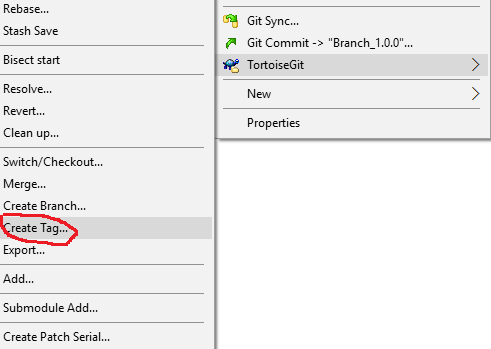 Rebase...
Stash Save
Bisect start
Resolve...
Revert...
Clean up...
Switch/Checkout...
Merge...
Create Branch...
Create Tag...
Export...
Add...
Submodule Add...
Create Patch Serial...
Git Sync...
Git Commit -> "Branch_1.0.0"...
TortoiseGit
New
Properties